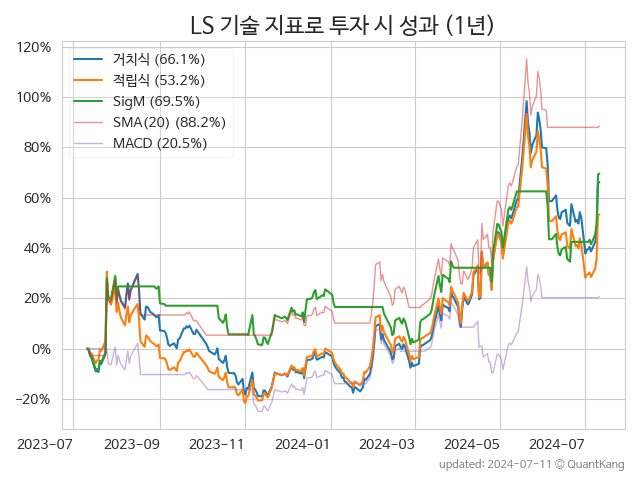 LS 기술 지표로 투자 시 성과 (1년)
120%
100%
80%
60%
40%
20%
0%
−20%
거치식 (66.1%)
적립식 (53.2%)
SigM (69.5%)
SMA(20) (88.2%)
MACD (20.5%)
2023-07 2023-09 2023-11 2024-01 2024-03 2024-05 2024-07
updated: 2024-07-11 © QuantKang